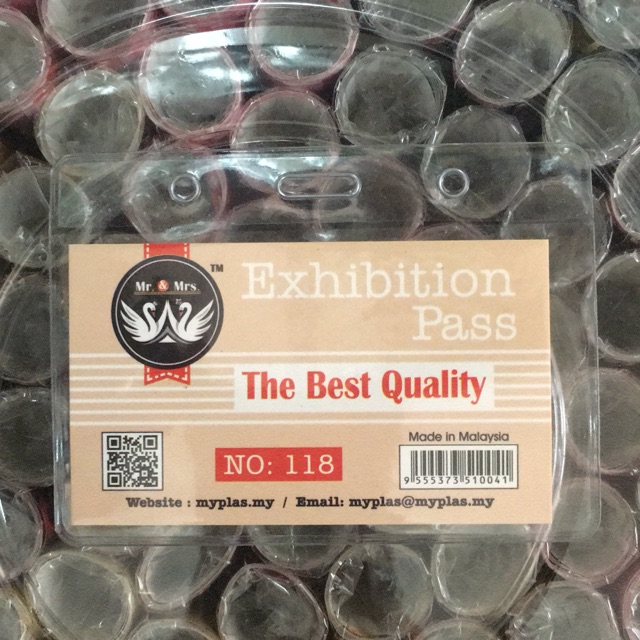 Mr. & Mrs.
TM
Exhibition
Pass
The Best Quality
NO: 118
Made in Malaysia
9 555373 510041
Website : myplas.my / Email: myplas@myplas.my